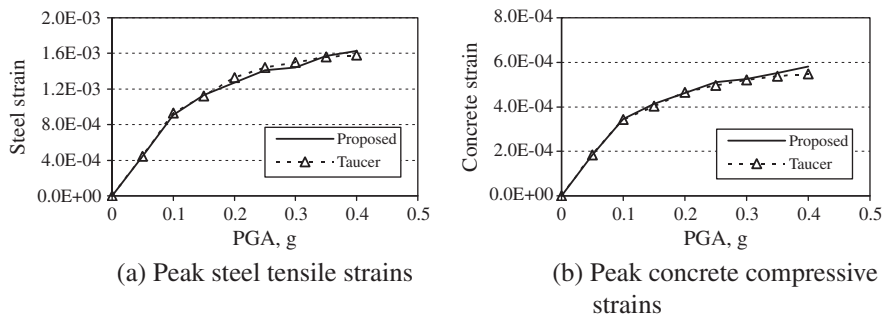 2.0E-03
1.6E-03
1.2E-03
8.0E-04
4.0E-04
0.0E+00
Steel strain
Proposed
Taucer
0 0.1 0.2 0.3 0.4 0.5
PGA, g
(a) Peak steel tensile strains
8.0E-04
6.0E-04
4.0E-04
2.0E-04
0.0E+00
Concrete strain
Proposed
Taucer
0 0.1 0.2 0.3 0.4 0.5
PGA, g
(b) Peak concrete compressive
strains